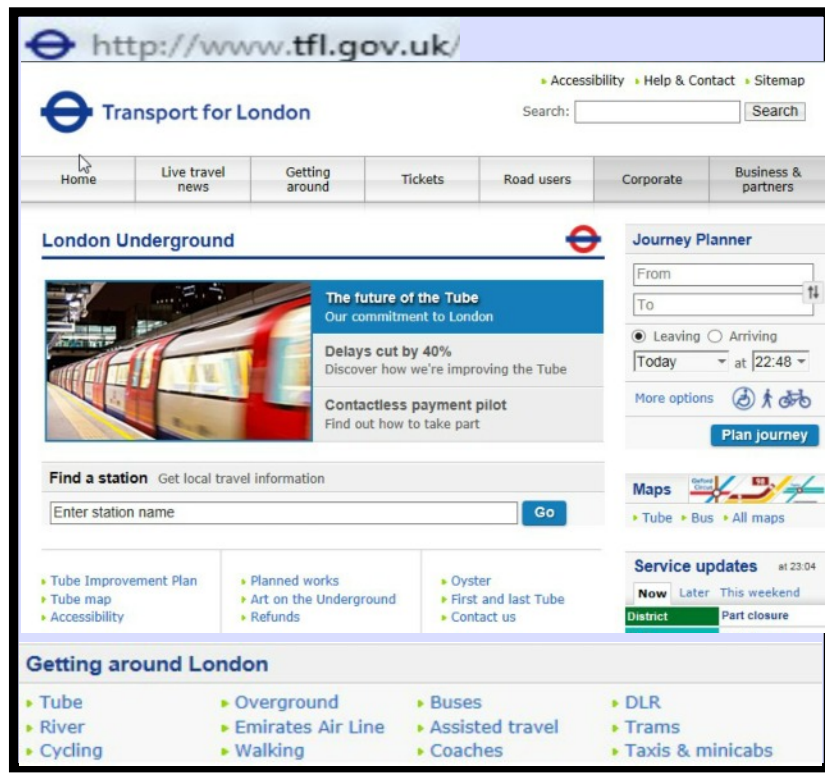 http://www.tfl.gov.uk/
Accessibility Help & Contact Sitemap
Transport for London
Search: Search
Home
Live travel news
Getting around
Tickets
Road users
Corporate
Business & partners
London Underground
The future of the Tube
Our commitment to London
Delays cut by 40%
Discover how we're improving the Tube
Contactless payment pilot
Find out how to take part
Find a station Get local travel information
Enter station name Go
Tube Improvement Plan
Tube map
Accessibility
Planned works
Art on the Underground
Refunds
Oyster
First and last Tube
Contact us
Journey Planner
From
To
Leaving Arriving
Today at 22:48
More options
Plan journey
Maps
Oxford Circus
98
Tube Bus All maps
Service updates at 23:04
Now Later This weekend
District Part closure
Getting around London
Tube Overground Buses DLR
River Emirates Air Line Assisted travel Trams
Cycling Walking Coaches Taxis & minicabs